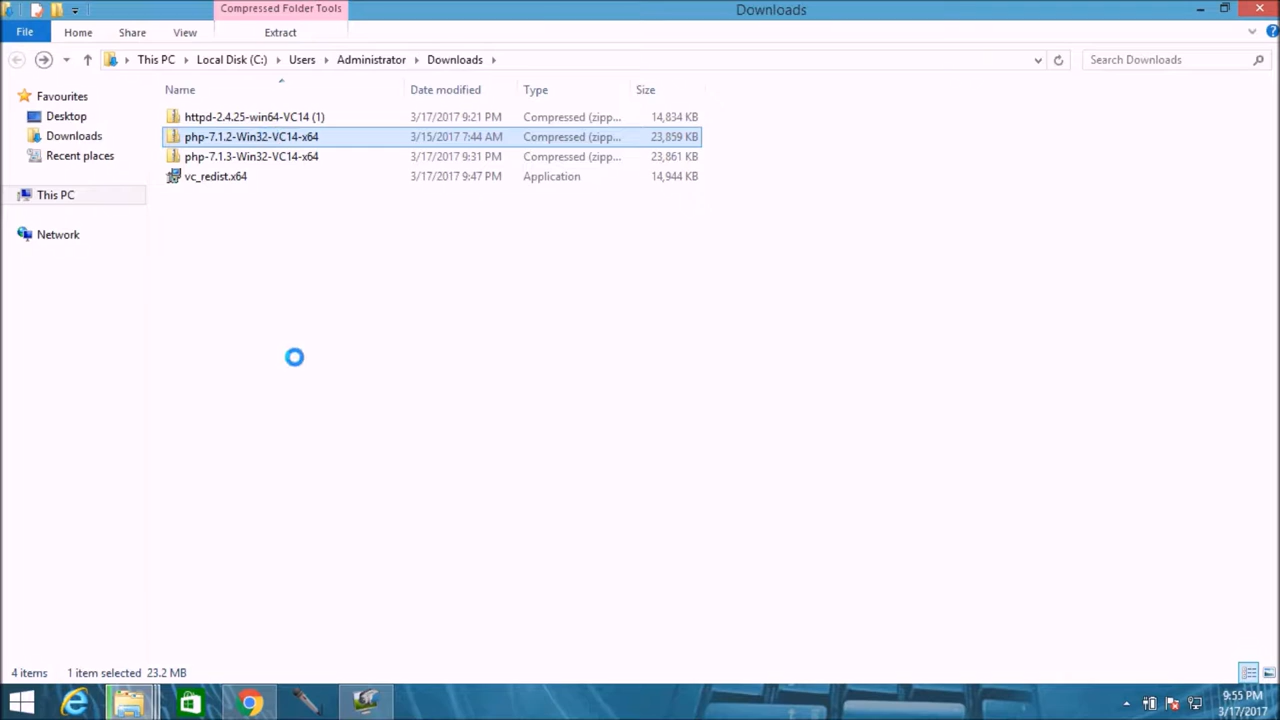 Compressed Folder Tools
Downloads
File Home Share View Extract
This PC Local Disk (C:) Users Administrator Downloads
Search Downloads
Name Date modified Type Size
Favourites
Desktop
Downloads
Recent places
This PC
Network
httpd-2.4.25-win64-VC14 (1) 3/17/2017 9:21 PM Compressed (zipp... 14,834 KB
php-7.1.2-Win32-VC14-x64 3/15/2017 7:44 AM Compressed (zipp... 23,859 KB
php-7.1.3-Win32-VC14-x64 3/17/2017 9:31 PM Compressed (zipp... 23,861 KB
vc_redist.x64 3/17/2017 9:47 PM Application 14,944 KB
4 items 1 item selected 23.2 MB
9:55 PM
3/17/2017